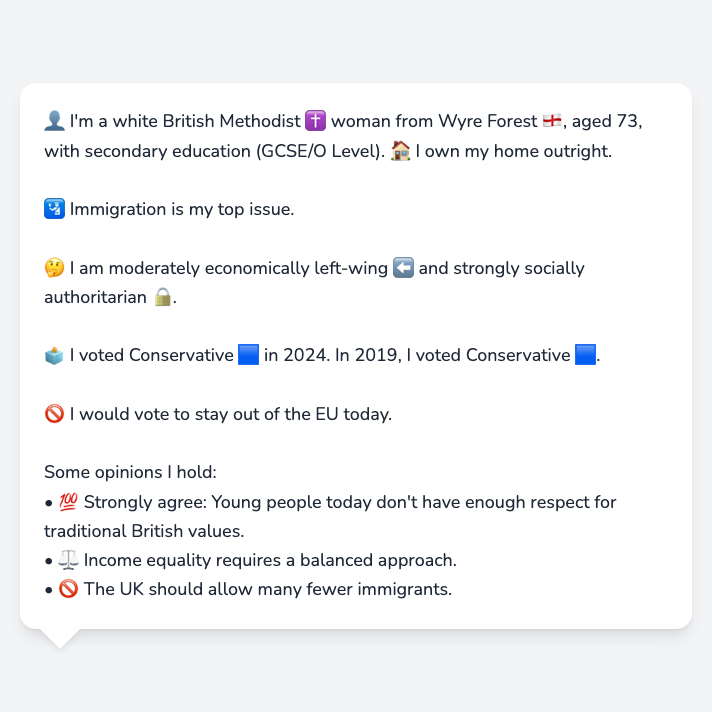 👤 I'm a white British Methodist ✝️ woman from Wyre Forest 🏴󠁧󠁢󠁥󠁮󠁧󠁿, aged 73,
with secondary education (GCSE/O Level). 🏠 I own my home outright.
🛂 Immigration is my top issue.
🤔 I am moderately economically left-wing ⬅️ and strongly socially
authoritarian 🔒.
🗳️ I voted Conservative 🟦 in 2024. In 2019, I voted Conservative 🟦.
🚫 I would vote to stay out of the EU today.
Some opinions I hold:
• 💯 Strongly agree: Young people today don't have enough respect for
traditional British values.
• ⚖️ Income equality requires a balanced approach.
• 🚫 The UK should allow many fewer immigrants.